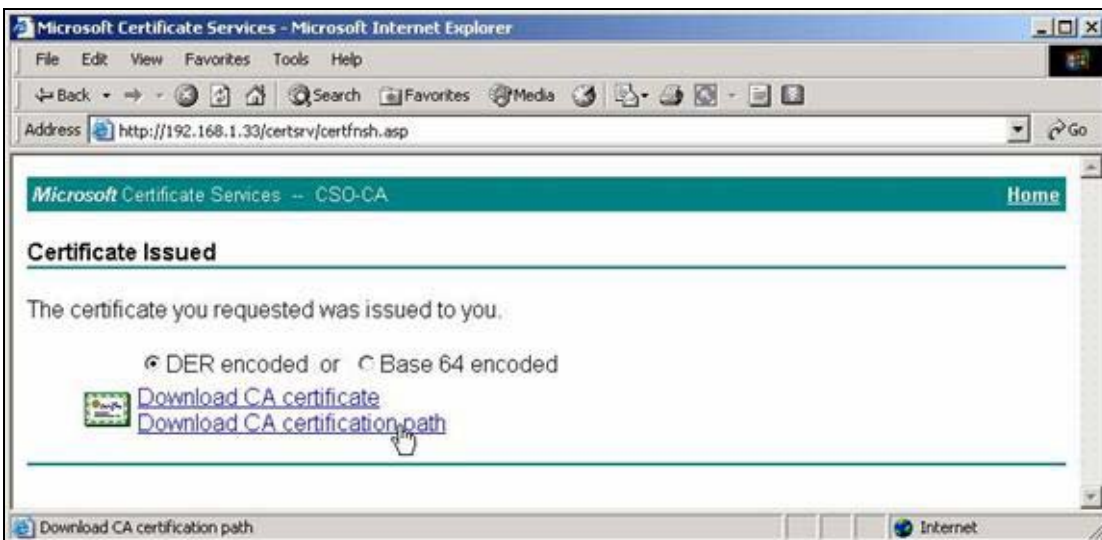 Microsoft Certificate Services - Microsoft Internet Explorer
File Edit View Favorites Tools Help
Back Search Favorites Media
Address http://192.168.1.33/certsrv/certfnsh.asp Go
Microsoft Certificate Services -- CSO-CA Home
Certificate Issued
The certificate you requested was issued to you.
DER encoded or Base 64 encoded
Download CA certificate
Download CA certification path
Download CA certification path Internet